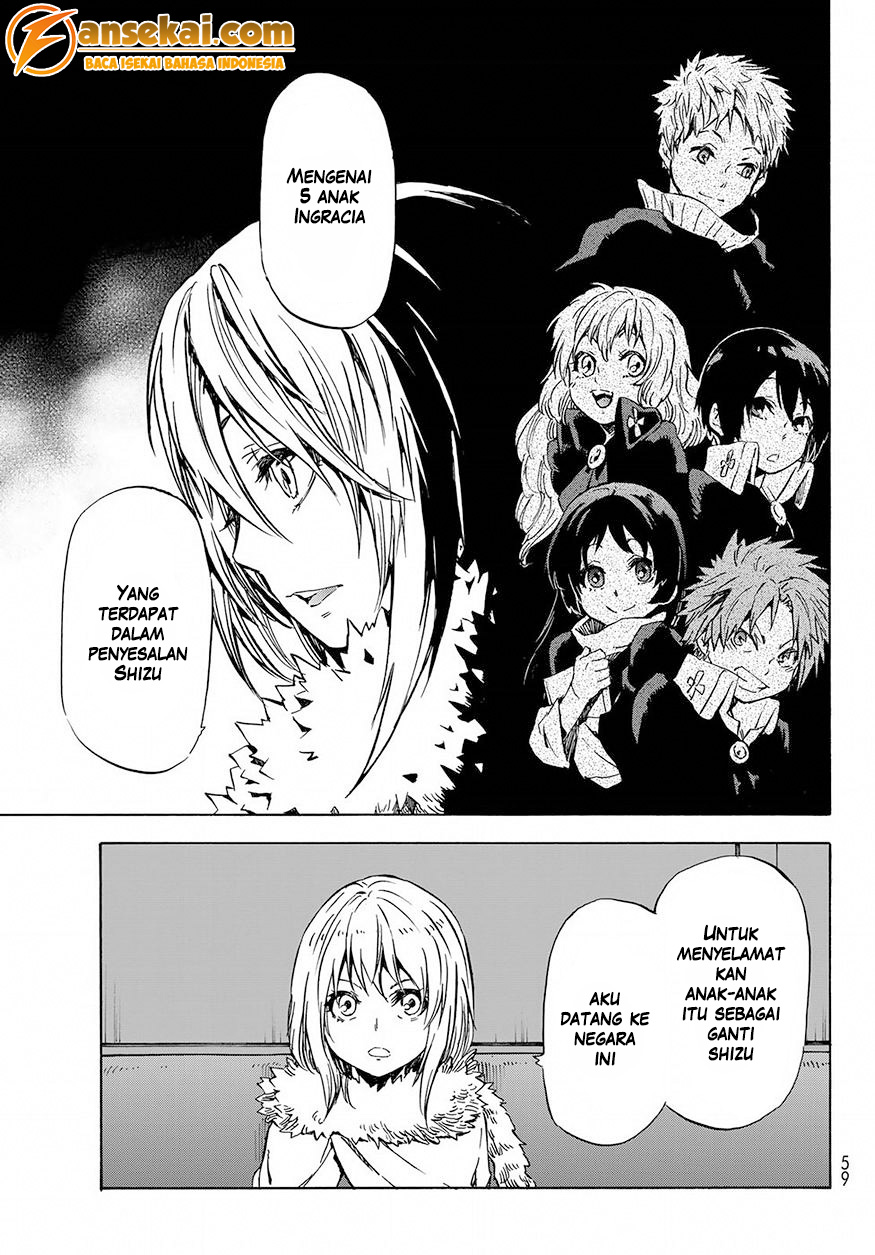 ansekai.com
BACA ISEKAI BAHASA INDONESIA
MENGENAI
5 ANAK
INGRACIA
YANG
TERDAPAT
DALAM
PENYESALAN
SHIZU
UNTUK
MENYELAMAT
KAN
ANAK-ANAK
ITU SEBAGAI
GANTI
SHIZU
AKU
DATANG KE
NEGARA
INI
59